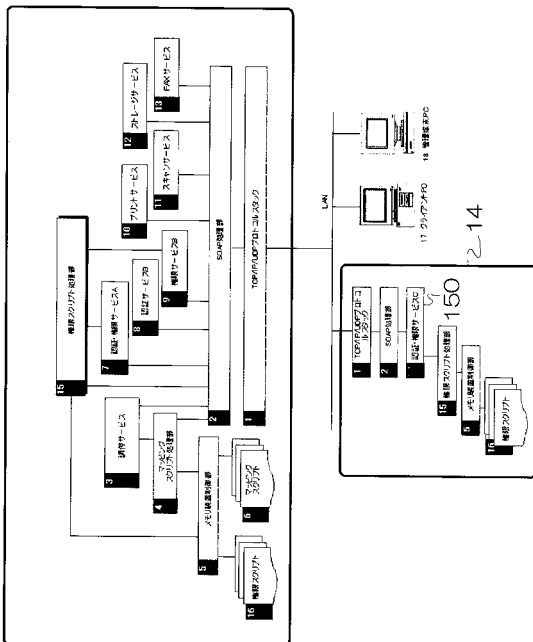 15 権限スクリプト処理部
10 プリントサービス
12 ストレージサービス
11 スキャンサービス
13 FAXサービス
7 認証・権限サービスA
8 認証サービスB
9 権限サービスB
3 調停サービス
4 マッピング
スクリプト処理部
5 メモリ装置制御部
6 マッピング
スクリプト
16 権限スクリプト
2 SOAP処理部
1 TCP/IP/UDPプロトコルスタック
LAN
17 クライアントPC
18 管理端末PC
14
1 TCP/IP/UDPプロトコ
ルスタック
2 SOAP処理部
認証・権限サービスC
150
15 権限スクリプト処理部
5 メモリ装置制御部
16 権限スクリプト